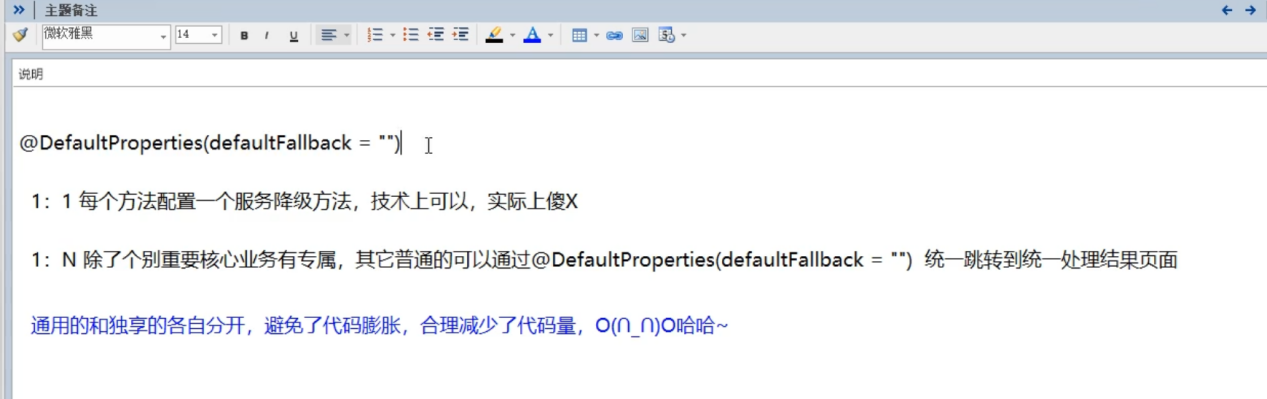 主题备注
微软雅黑 14 B I U A
说明
@DefaultProperties(defaultFallback = "")
1：1 每个方法配置一个服务降级方法，技术上可以，实际上傻X
1：N 除了个别重要核心业务有专属，其它普通的可以通过@DefaultProperties(defaultFallback = "") 统一跳转到统一处理结果页面
通用的和独享的各自分开，避免了代码膨胀，合理减少了代码量，O(∩_∩)O哈哈~